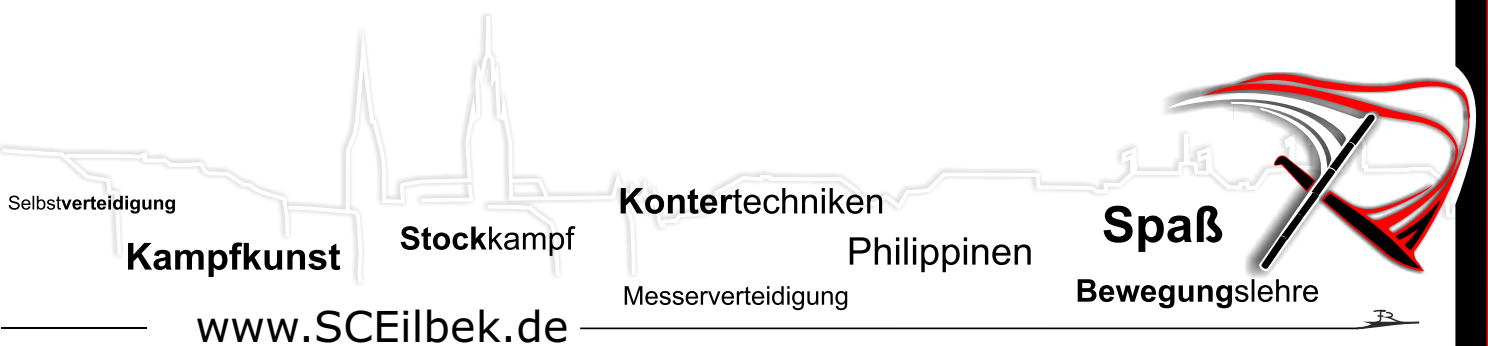 Selbstverteidigung
Kampfkunst
Stockkampf
Kontertechniken
Philippinen
Messerverteidigung
Spaß
Bewegungslehre
www.SCEilbek.de